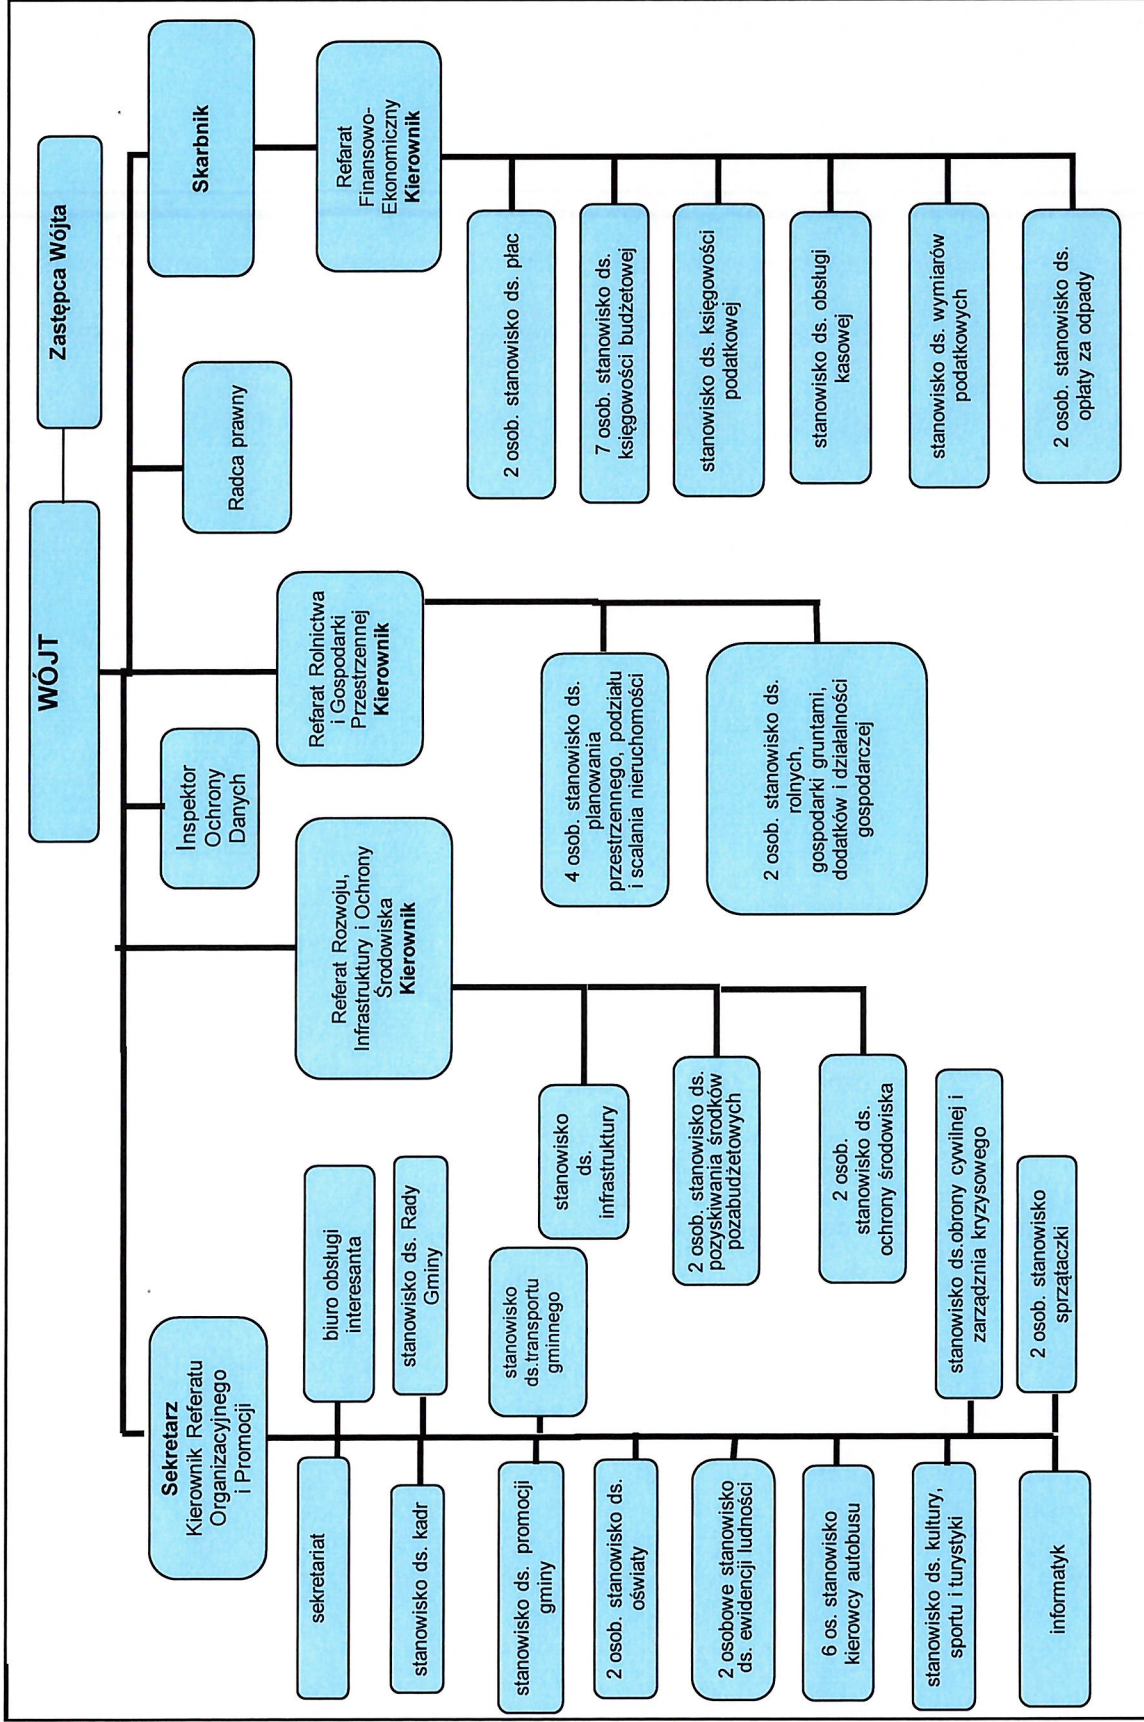 WÓJT
Zastępca Wójta
Sekretarz
Kierownik Referatu
Organizacyjnego
i Promocji
Inspektor
Ochrony
Danych
Radca prawny
Skarbnik
Referat Rozwoju,
Infrastruktury i Ochrony
Środowiska
Kierownik
Refarat Rolnictwa
i Gospodarki
Przestrzennej
Kierownik
Refarat
Finansowo-
Ekonomiczny
Kierownik
sekretariat
biuro obsługi
interesanta
stanowisko ds. kadr
stanowisko ds. Rady
Gminy
stanowisko ds. promocji
gminy
stanowisko
ds.transportu
gminnego
2 osob. stanowisko ds.
oświaty
2 osobowe stanowisko
ds. ewidencji ludności
6 os. stanowisko
kierowcy autobusu
stanowisko ds. kultury,
sportu i turystyki
stanowisko ds.obrony cywilnej i
zarządznia kryzysowego
informatyk
2 osob. stanowisko
sprzątaczki
stanowisko
ds.
infrastruktury
2 osob. stanowisko ds.
pozyskiwania środków
pozabudżetowych
2 osob.
stanowisko ds.
ochrony środowiska
4 osob. stanowisko ds.
planowania
przestrzennego, podziału
i scalania nieruchomości
2 osob. stanowisko ds.
rolnych,
gospodarki gruntami,
dodatków i działalności
gospodarczej
2 osob. stanowisko ds. płac
7 osob. stanowisko ds.
księgowości budżetowej
stanowisko ds. księgowości
podatkowej
stanowisko ds. obsługi
kasowej
stanowisko ds. wymiarów
podatkowych
2 osob. stanowisko ds.
opłaty za odpady